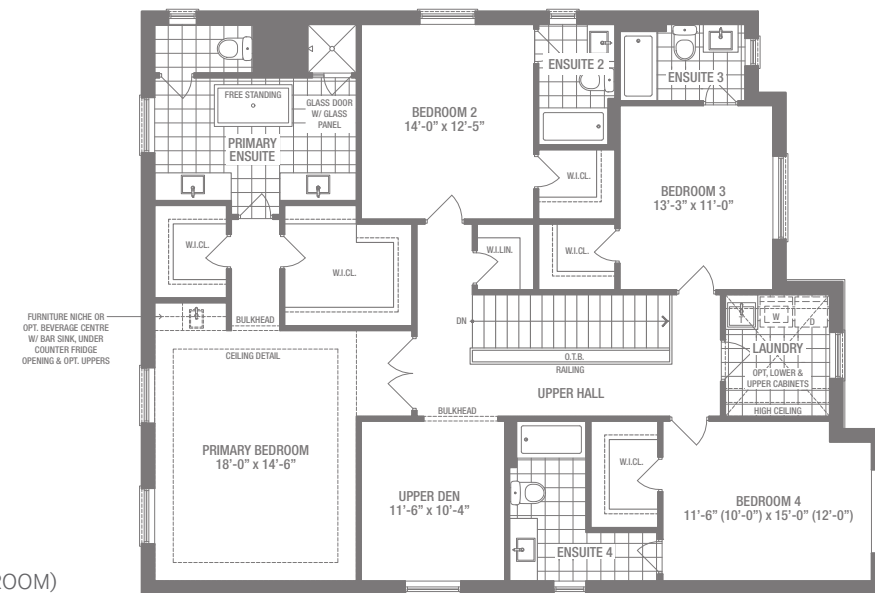 FREE STANDING
GLASS DOOR
W/ GLASS
PANEL
PRIMARY
ENSUITE
BEDROOM 2
14'-0" x 12'-5"
ENSUITE 2
ENSUITE 3
W.I.CL.
BEDROOM 3
13'-3" x 11'-0"
W.I.CL.
W.I.CL.
W.I.LIN.
W.I.CL.
FURNITURE NICHE OR
OPT. BEVERAGE CENTRE
W/ BAR SINK, UNDER
COUNTER FRIDGE
OPENING & OPT. UPPERS
BULKHEAD
CEILING DETAIL
DN
O.T.B.
RAILING
UPPER HALL
W
D
LAUNDRY
OPT. LOWER &
UPPER CABINETS
HIGH CEILING
BULKHEAD
PRIMARY BEDROOM
18'-0" x 14'-6"
UPPER DEN
11'-6" x 10'-4"
W.I.CL.
ENSUITE 4
BEDROOM 4
11'-6" (10'-0") x 15'-0" (12'-0")
ROOM)